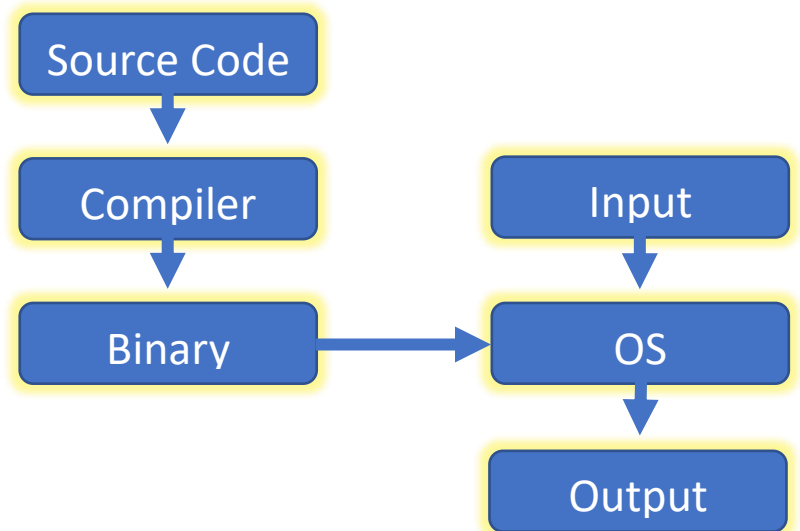 Source Code
Compiler
Input
Binary
OS
Output